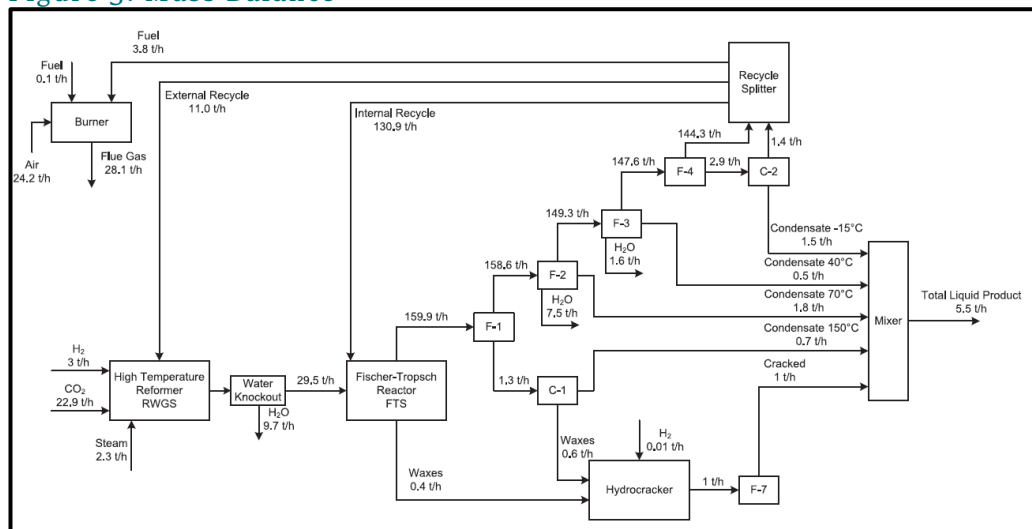 Fuel
3.8 t/h
Fuel
0.1 t/h
Burner
Air
24.2 t/h
Flue Gas
28.1 t/h
External Recycle
11.0 t/h
Internal Recycle
130.9 t/h
Recycle
Splitter
144.3 t/h
1.4 t/h
147.6 t/h
F-4
2.9 t/h
C-2
149.3 t/h
F-3
H₂O
1.6 t/h
158.6 t/h
F-2
H₂O
7.5 t/h
159.9 t/h
F-1
1.3 t/h
C-1
Condensate -15°C
1.5 t/h
Condensate 40°C
0.5 t/h
Condensate 70°C
1.8 t/h
Condensate 150°C
0.7 t/h
Cracked
1 t/h
Mixer
Total Liquid Product
5.5 t/h
H₂
3 t/h
CO₂
22.9 t/h
High Temperature
Reformer
RWGS
Steam
2.3 t/h
Water
Knockout
H₂O
9.7 t/h
29.5 t/h
Fischer-Tropsch
Reactor
FTS
Waxes
0.4 t/h
Waxes
0.6 t/h
H₂
0.01 t/h
Hydrocracker
1 t/h
F-7